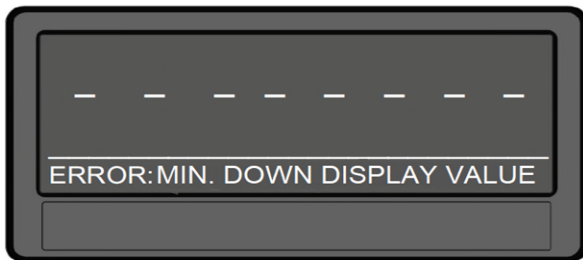 – – – – – – – –
ERROR:MIN. DOWN DISPLAY VALUE